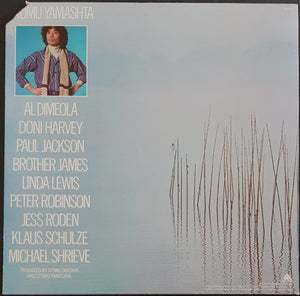 TOMU YAMASHTA
AL DIMEOLA
DONI HARVEY
PAUL JACKSON
BROTHER JAMES
LINDA LEWIS
PETER ROBINSON
JESS RODEN
KLAUS SCHULZE
MICHAEL SHRIEVE
PRODUCED BY DENNIS MACKAY
AND STOMU YAMASHTA